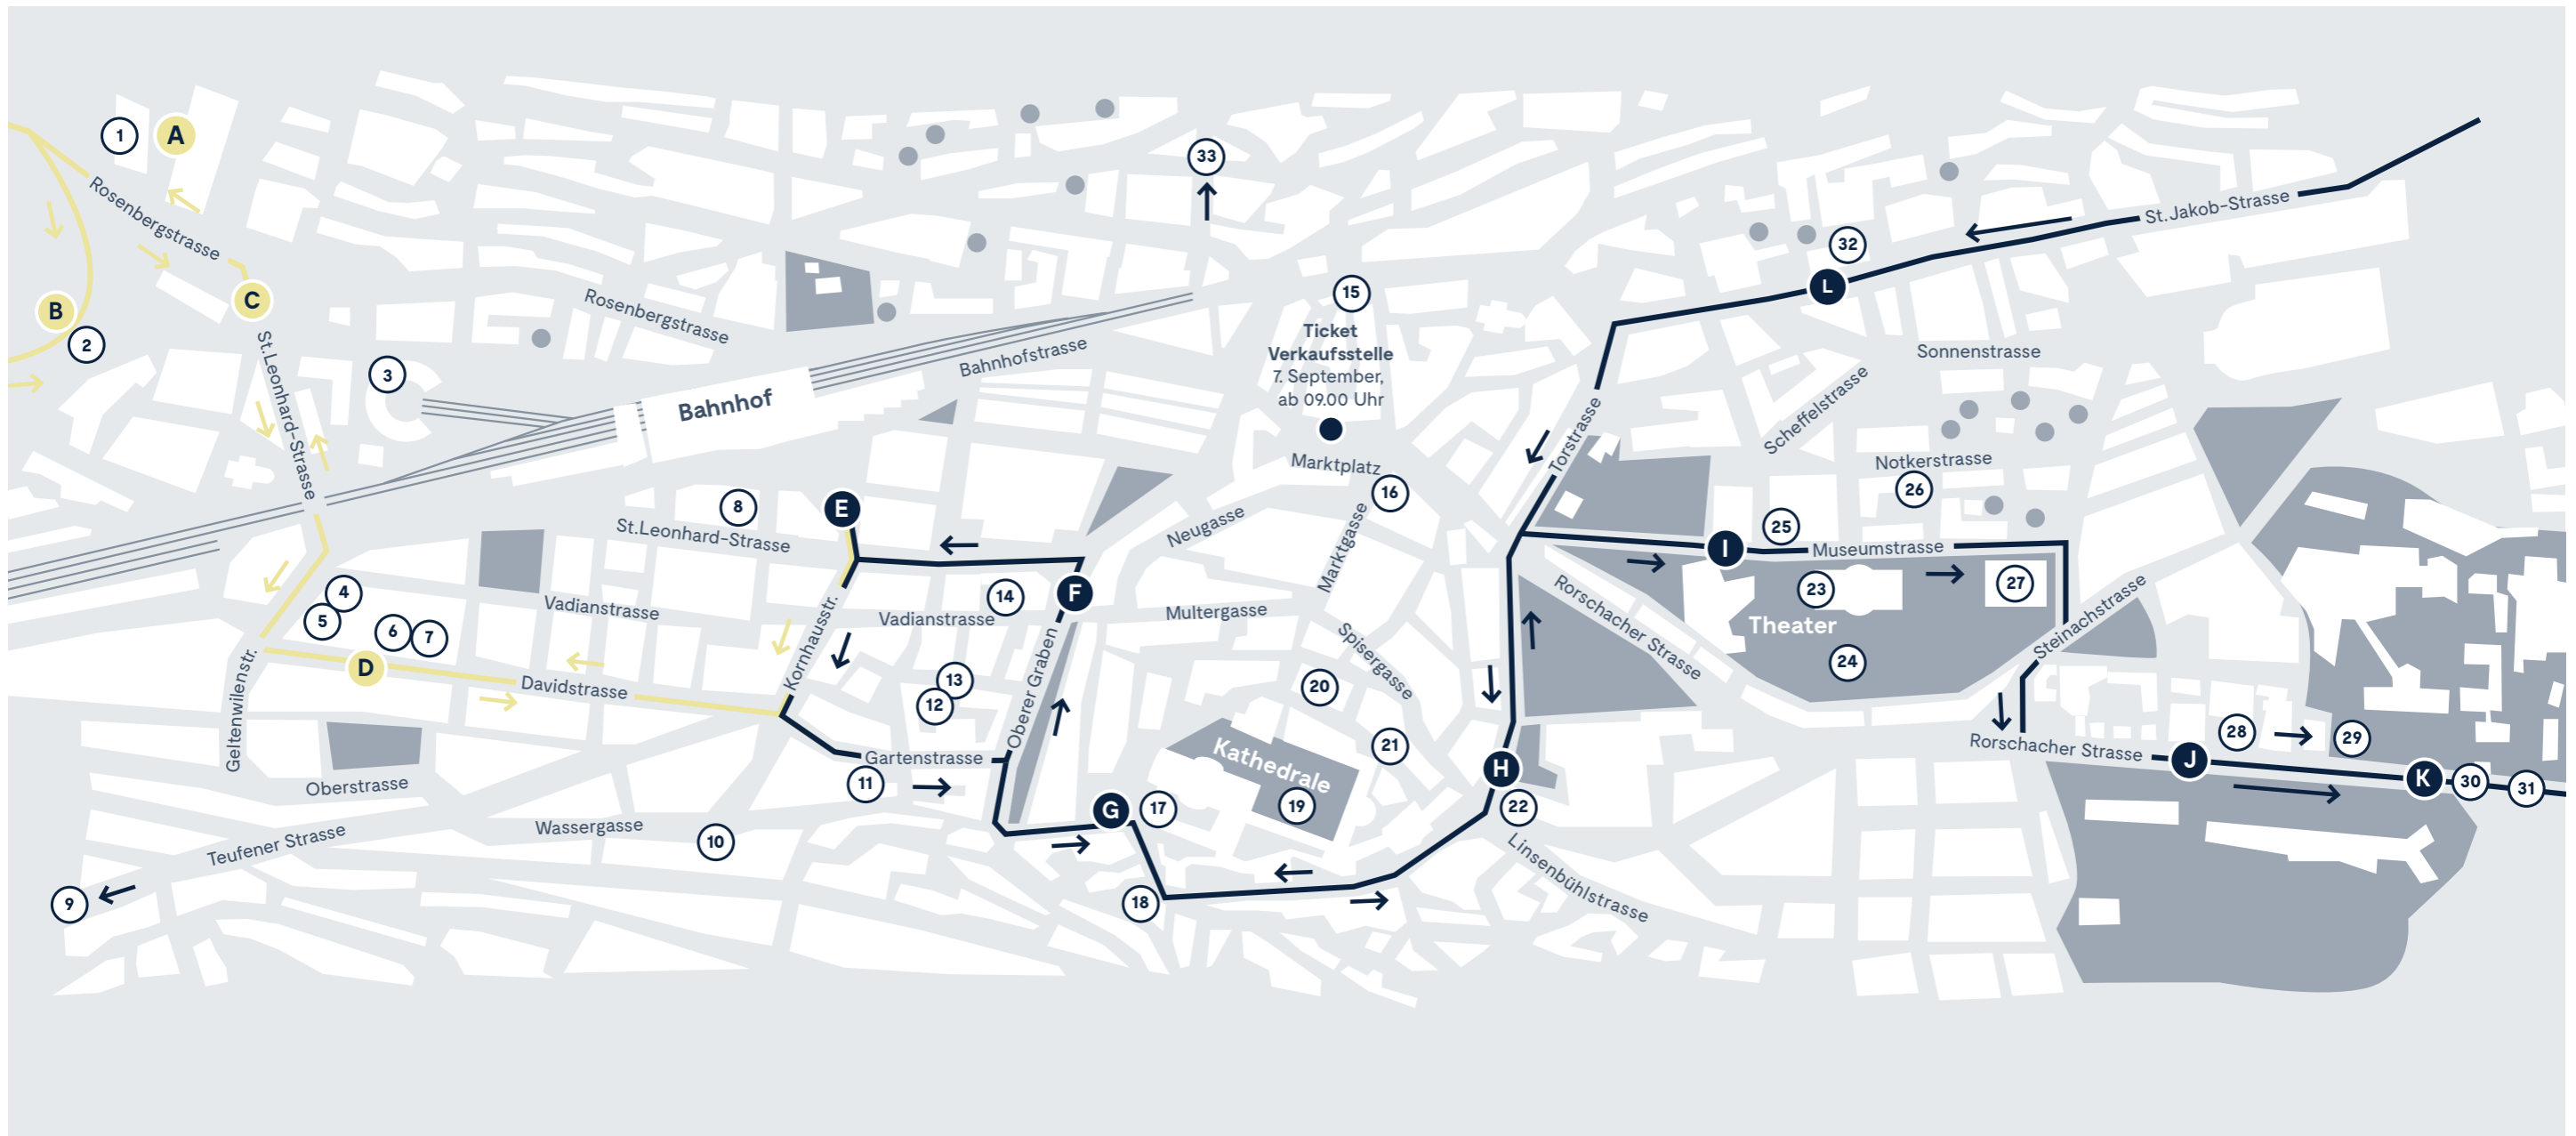 1
A
33
Rosenbergstrasse
St.Jakob-Strasse
32
C
B
2
L
15
Rosenbergstrasse
Ticket
Verkaufsstelle
7. September,
ab 09.00 Uhr
Bahnhofstrasse
Sonnenstrasse
St.Leonhard-Strasse
3
Bahnhof
Scheffelstrasse
Torstrasse
Marktplatz
Notkerstrasse
16
26
8
E
St.Leonhard-Strasse
Neugasse
Marktgasse
25
I
Museumstrasse
4
5
6
7
Vadianstrasse
14
F
Vadianstrasse
Multergasse
23
27
Theater
24
Rorschacher Strasse
Steinachstrasse
D
Davidstrasse
Kornhausstr.
13
12
Oberer Graben
20
Spisergasse
Geltenwilenstr.
21
28
29
Rorschacher Strasse
J
K
30
31
Gartenstrasse
11
Kathedrale
19
H
22
Oberstrasse
G
17
Wassergasse
10
Teufener Strasse
9
18
Linsenbühlstrasse